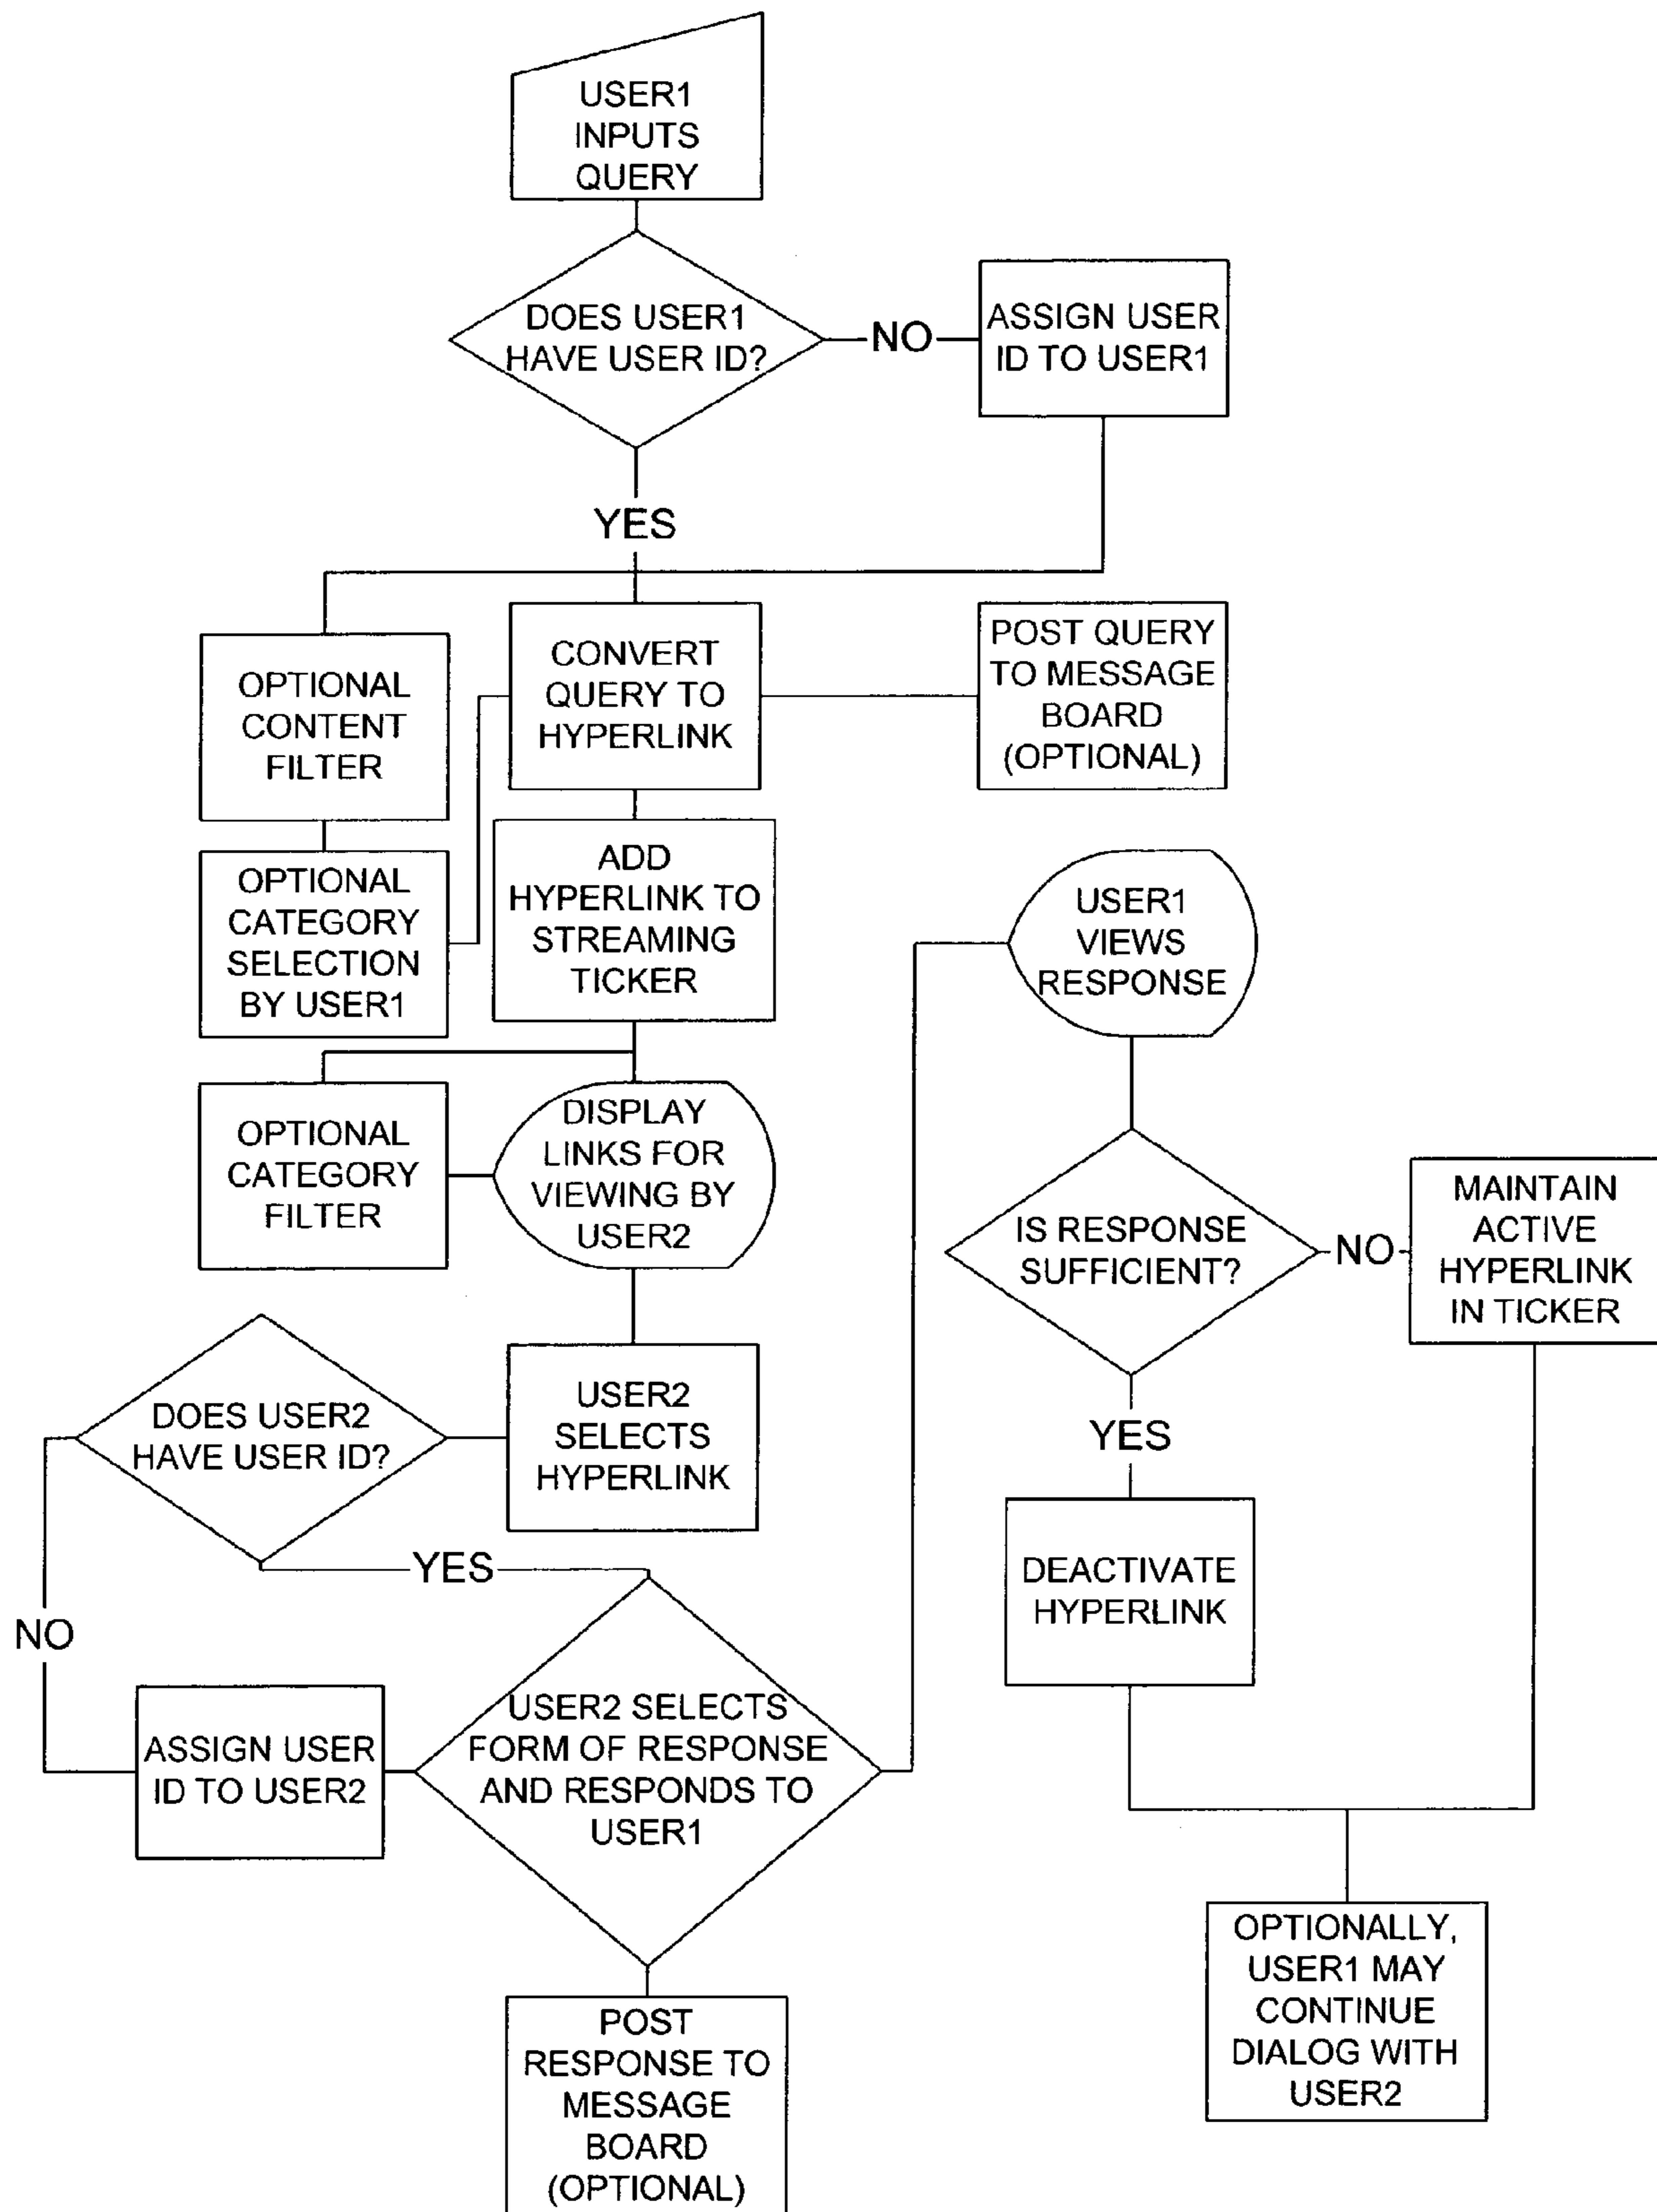 USER1
INPUTS
QUERY
DOES USER1
HAVE USER ID?
NO
ASSIGN USER
ID TO USER1
YES
OPTIONAL
CONTENT
FILTER
CONVERT
QUERY TO
HYPERLINK
POST QUERY
TO MESSAGE
BOARD
(OPTIONAL)
OPTIONAL
CATEGORY
SELECTION
BY USER1
ADD
HYPERLINK TO
STREAMING
TICKER
OPTIONAL
CATEGORY
FILTER
DISPLAY
LINKS FOR
VIEWING BY
USER2
USER2
SELECTS
HYPERLINK
DOES USER2
HAVE USER ID?
YES
NO
ASSIGN USER
ID TO USER2
USER2 SELECTS
FORM OF RESPONSE
AND RESPONDS TO
USER1
POST
RESPONSE TO
MESSAGE
BOARD
(OPTIONAL)
USER1
VIEWS
RESPONSE
IS RESPONSE
SUFFICIENT?
NO
MAINTAIN
ACTIVE
HYPERLINK
IN TICKER
YES
DEACTIVATE
HYPERLINK
OPTIONALLY,
USER1 MAY
CONTINUE
DIALOG WITH
USER2